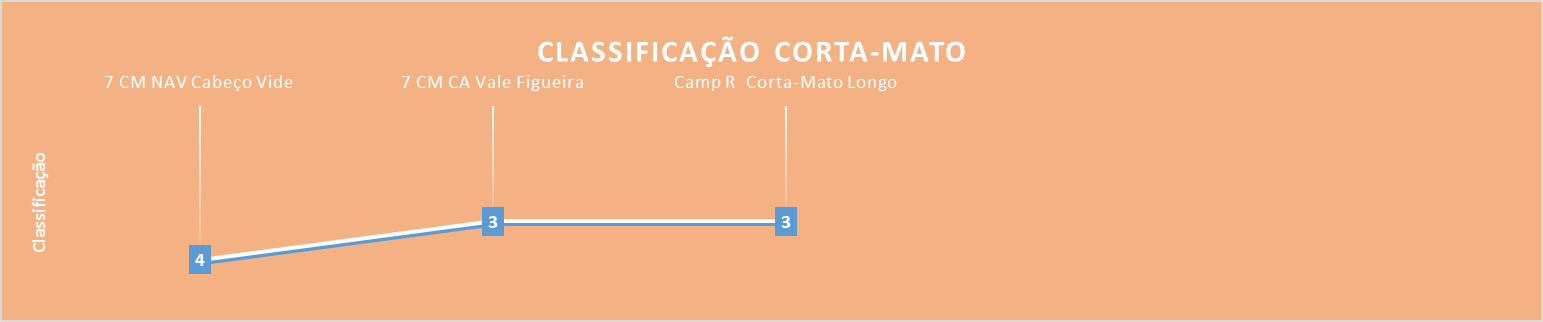 CLASSIFICAÇÃO CORTA-MATO
7 CM NAV Cabeço Vide
7 CM CA Vale Figueira
Camp R Corta-Mato Longo
Classificação
4
3
3